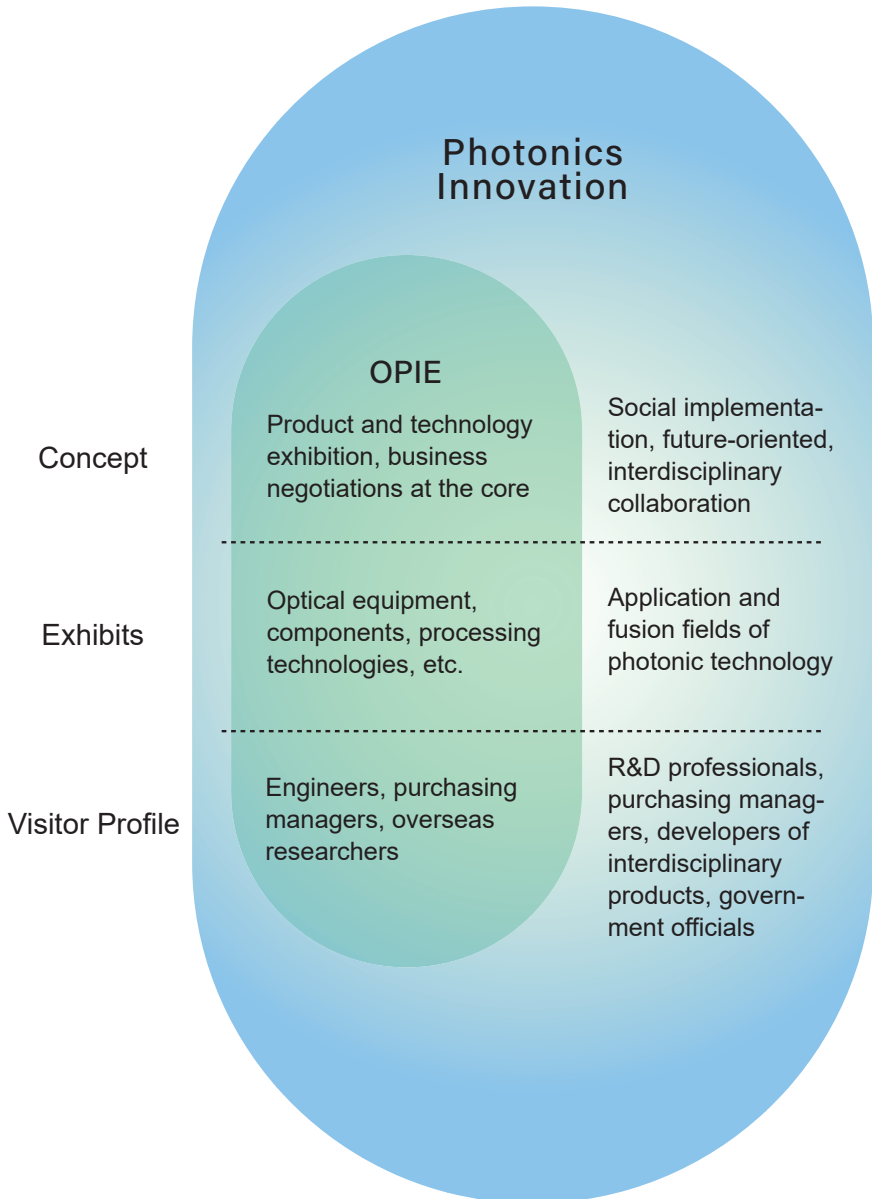 Photonics
Innovation
OPIE
Concept
Product and technology
exhibition, business
negotiations at the core
Social implementa-
tion, future-oriented,
interdisciplinary
collaboration
Exhibits
Optical equipment,
components, processing
technologies, etc.
Application and
fusion fields of
photonic technology
Visitor Profile
Engineers, purchasing
managers, overseas
researchers
R&D professionals,
purchasing manag-
ers, developers of
interdisciplinary
products, govern-
ment officials